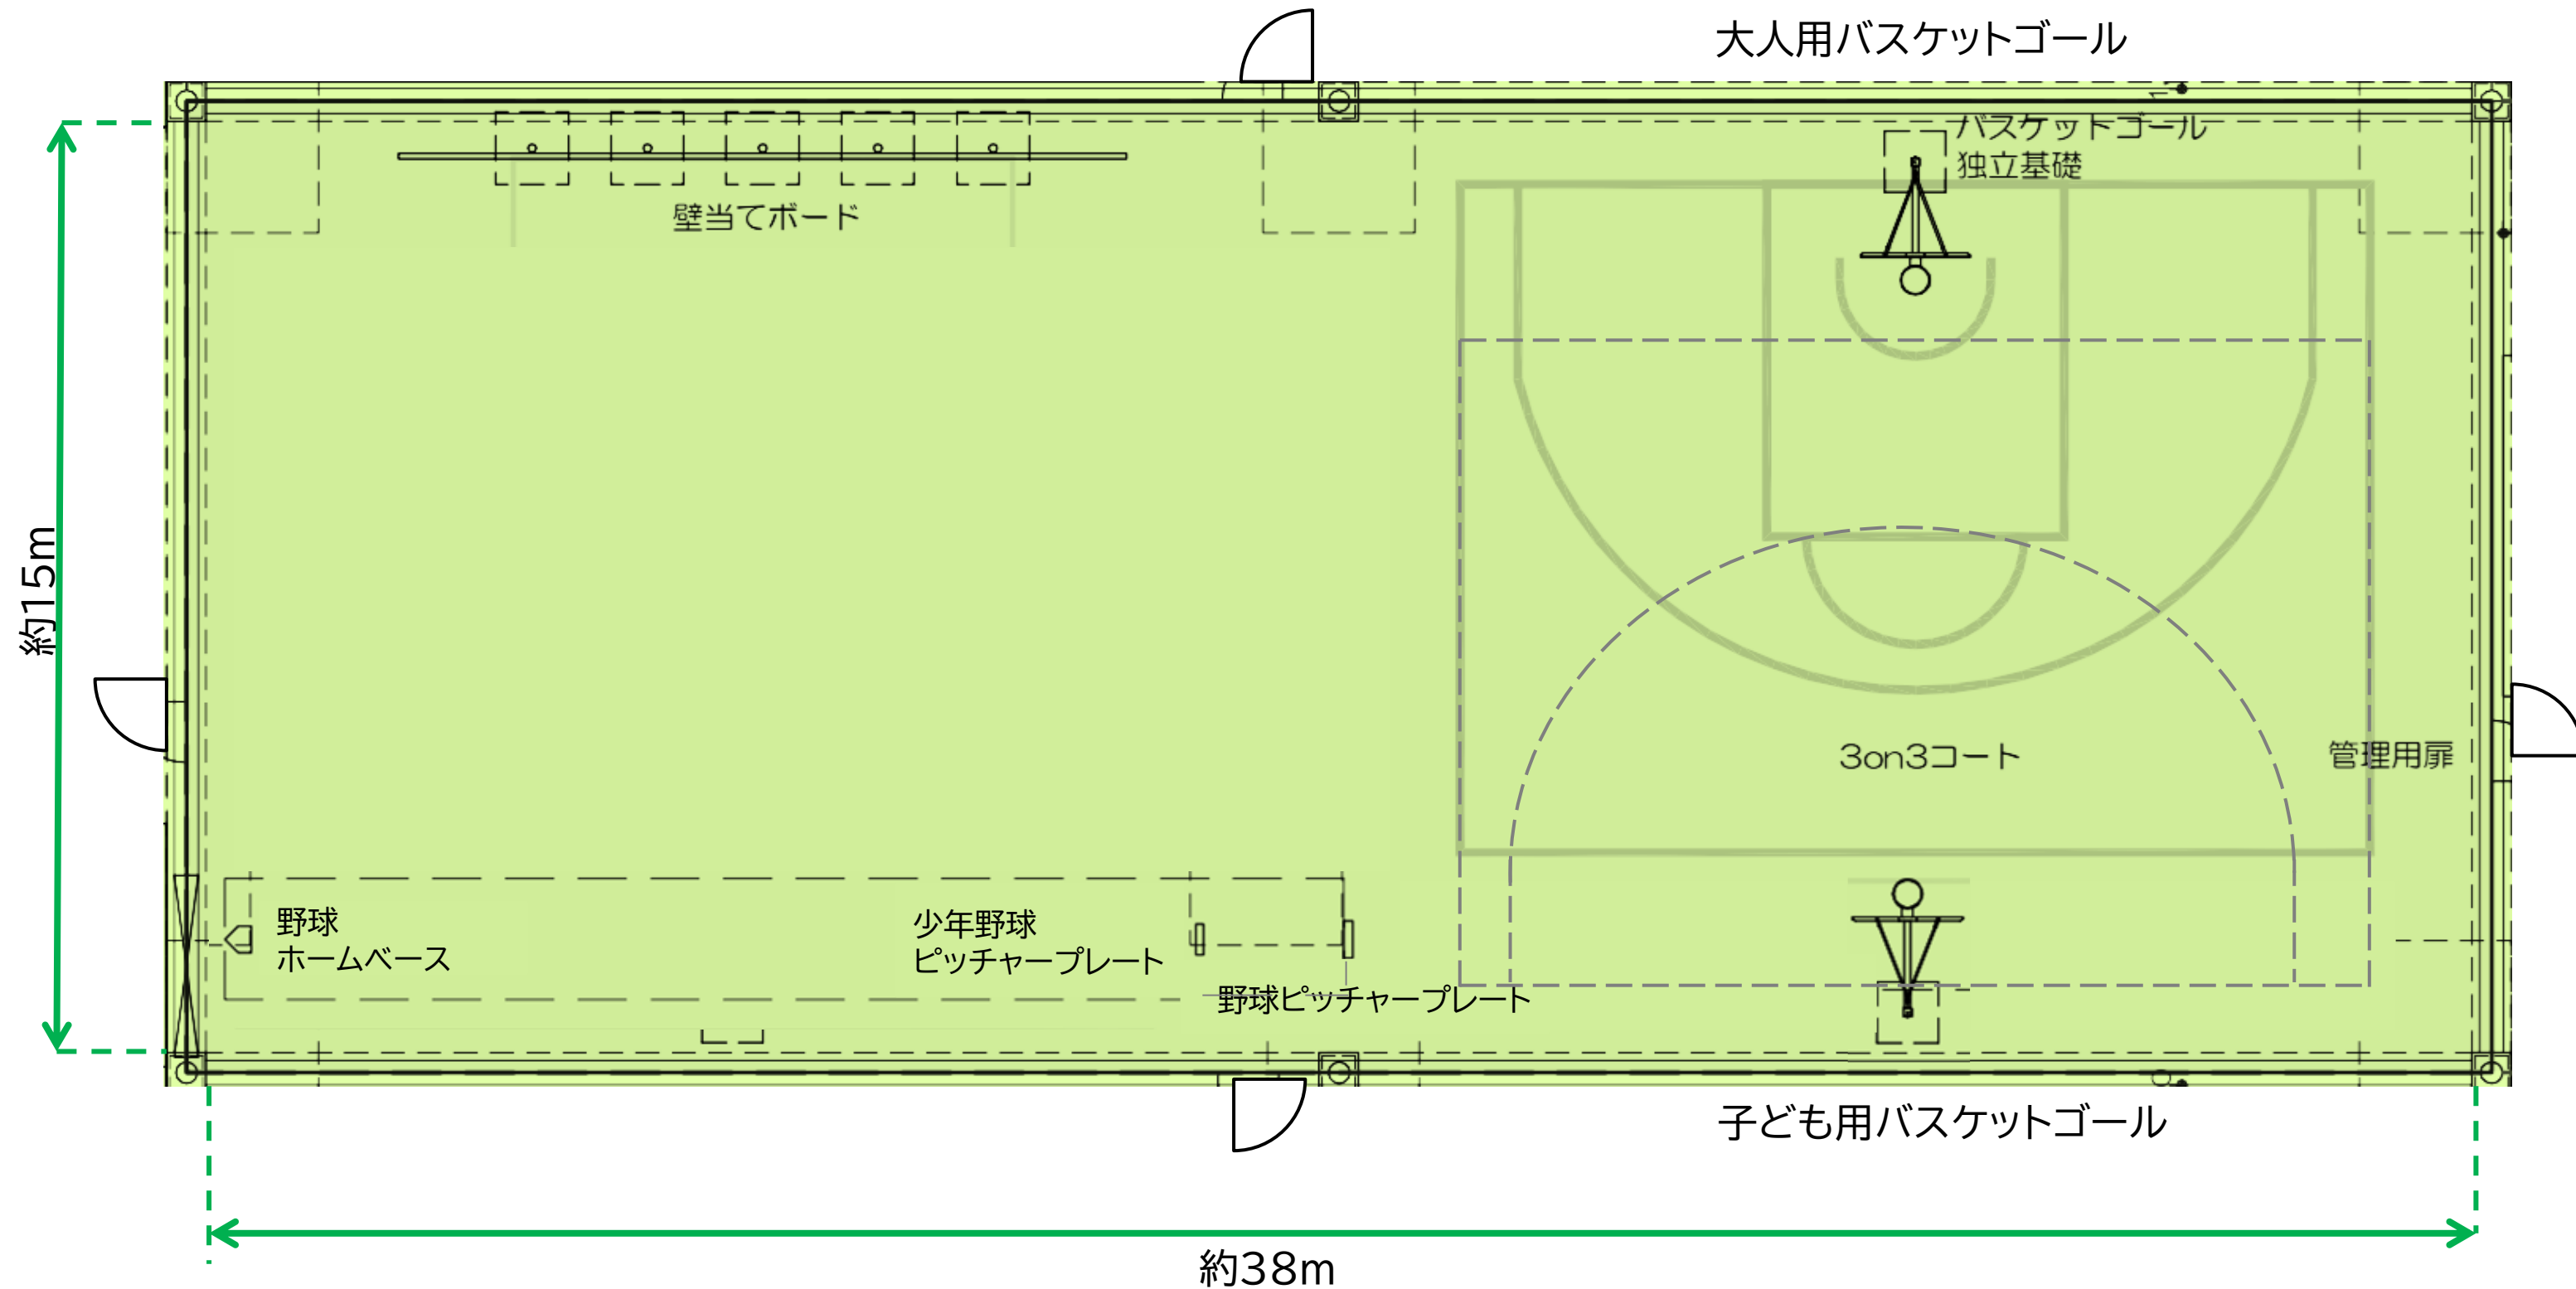 大人用バスケットゴール
バスケットゴール
独立基礎
壁当てボード
約15m
3on3コート
管理用扉
野球
ホームベース
少年野球
ピッチャープレート
野球ピッチャープレート
子ども用バスケットゴール
約38m